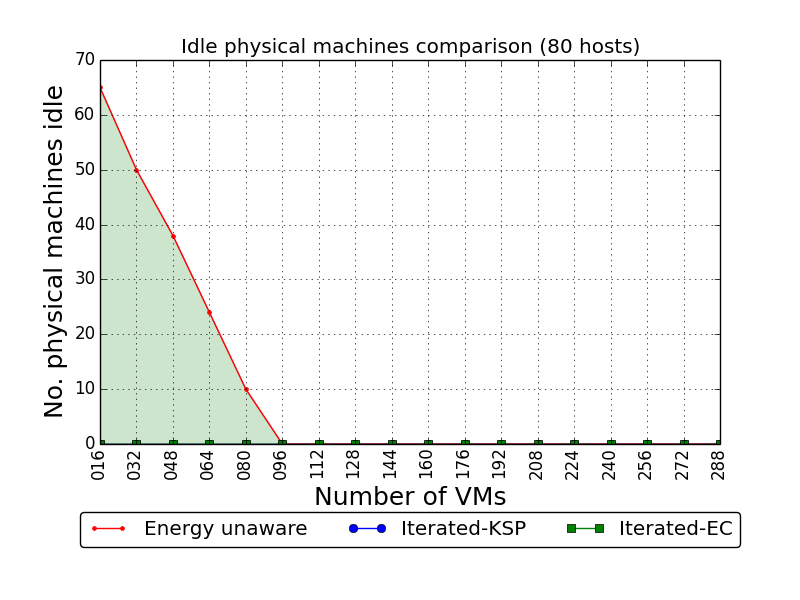 Idle physical machines comparison (80 hosts)
No. physical machines idle
70
60
50
40
30
20
10
0
016 032 048 064 080 096 112 128 144 160 176 192 208 224 240 256 272 288
Number of VMs
Energy unaware Iterated-KSP Iterated-EC